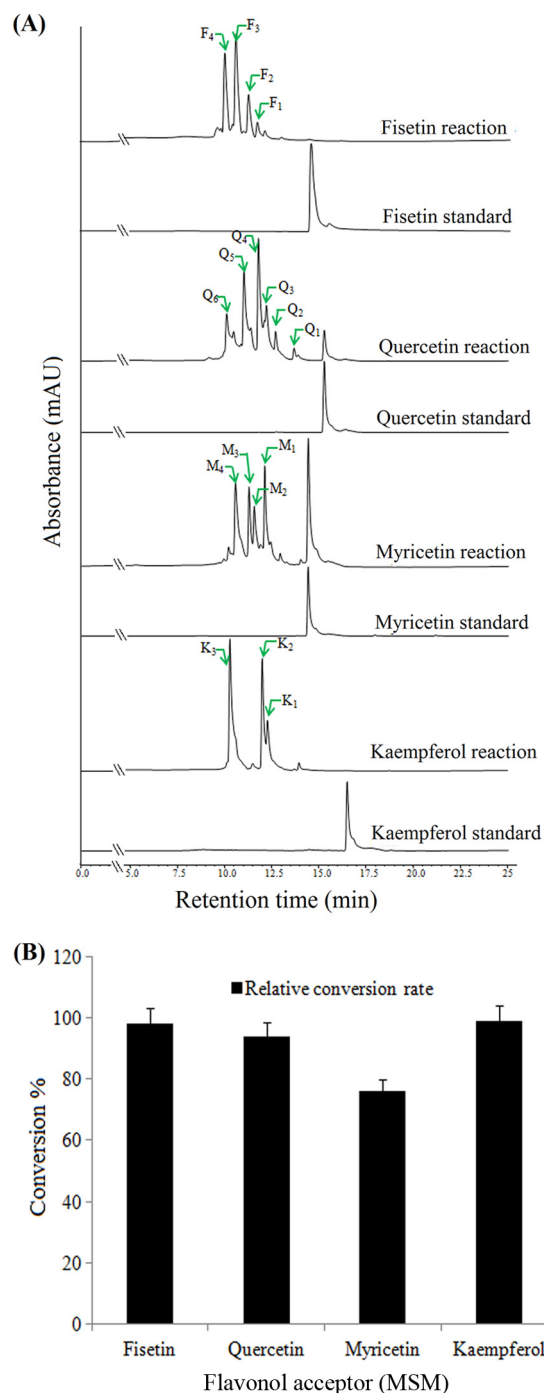 (A)
F4
F3
F2
F1
Fisetin reaction
Fisetin standard
Q4
Q5
Q3
Q6
Q2
Q1
Quercetin reaction
Quercetin standard
M3
M1
M4
M2
Myricetin reaction
Myricetin standard
K3
K2
K1
Kaempferol reaction
Kaempferol standard
Absorbance (mAU)
0.0 5.0 10.0 12.5 15.0 17.5 20.0 22.5 25
Retention time (min)
(B)
120
Relative conversion rate
100
80
60
40
20
0
Conversion %
Fisetin Quercetin Myricetin Kaempferol
Flavonol acceptor (MSM)